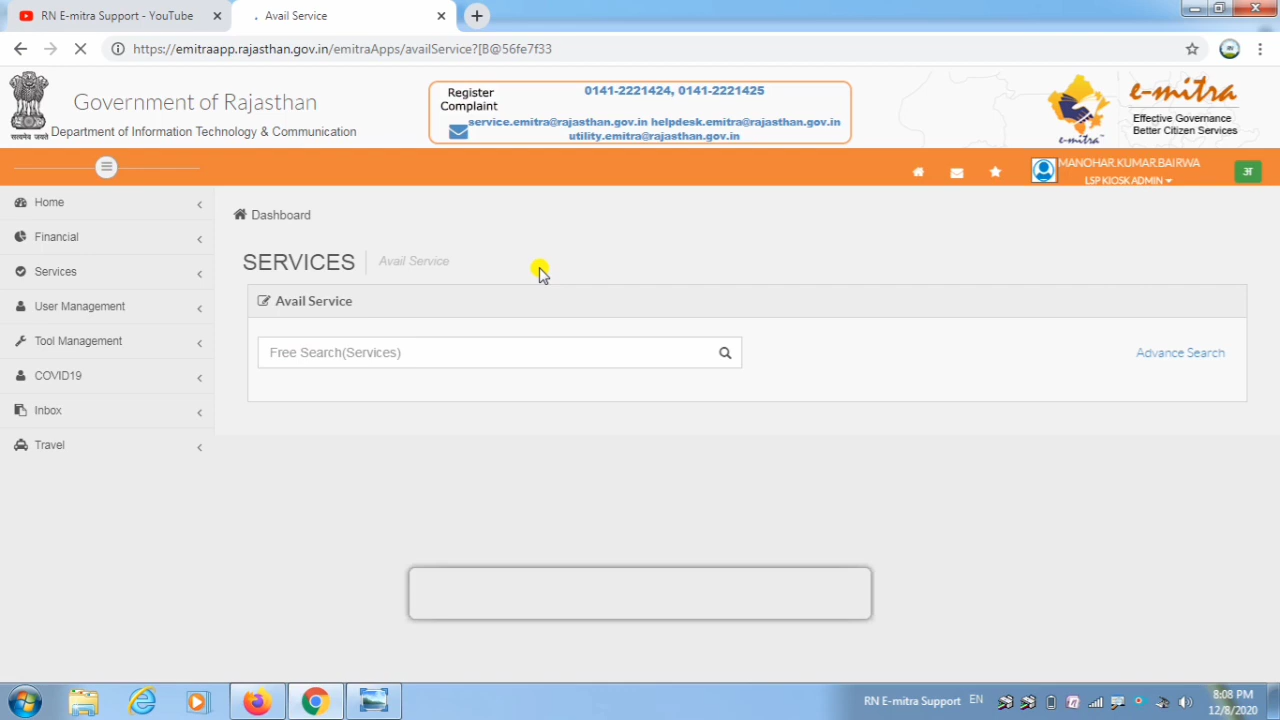 RN E-mitra Support - YouTube
Avail Service
https://emitraapp.rajasthan.gov.in/emitraApps/availService?[B@56fe7f33
सत्यमेव जयते
Government of Rajasthan
Department of Information Technology & Communication
Register Complaint
0141-2221424, 0141-2221425
service.emitra@rajasthan.gov.in helpdesk.emitra@rajasthan.gov.in
utility.emitra@rajasthan.gov.in
e-mitra
e-mitra
Effective Governance
Better Citizen Services
MANOHAR.KUMAR.BAIRWA
LSP KIOSK ADMIN
अ
Home
Financial
Services
User Management
Tool Management
COVID19
Inbox
Travel
Dashboard
SERVICES
Avail Service
Avail Service
Free Search(Services)
Advance Search
RN E-mitra Support
EN
8:08 PM
12/8/2020